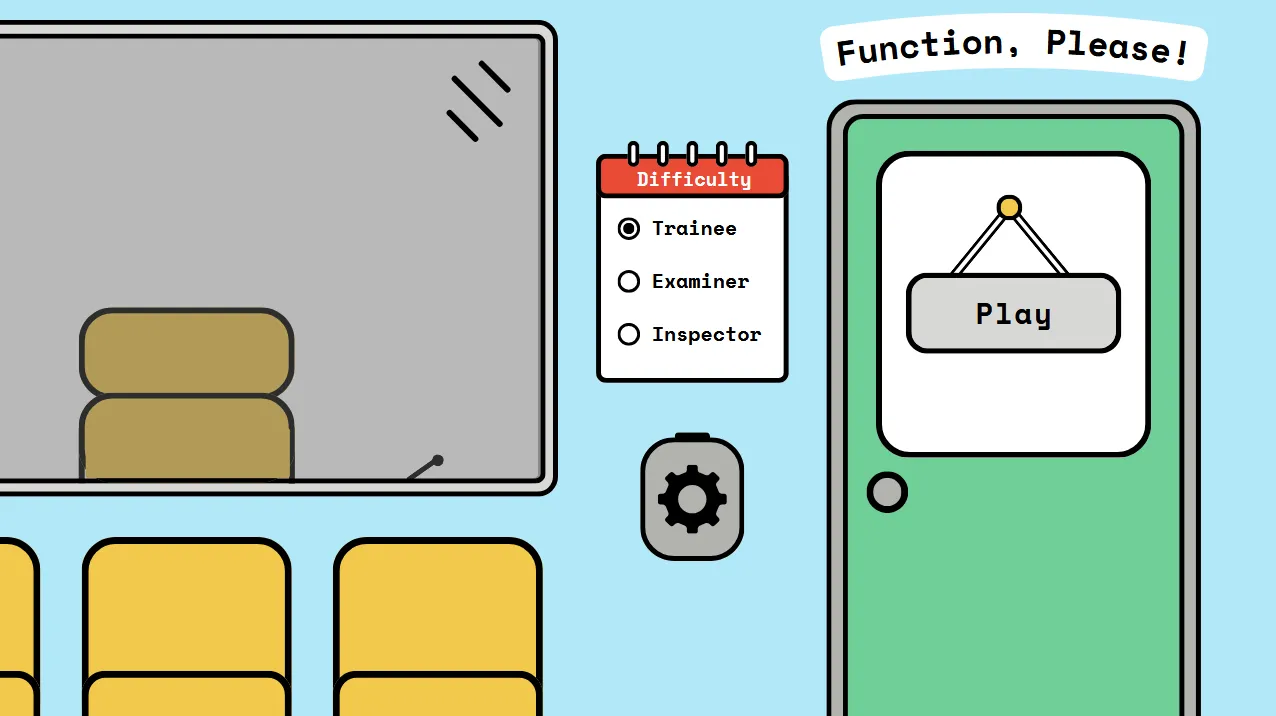 Function, Please!
Difficulty
Trainee
Examiner
Inspector
Play